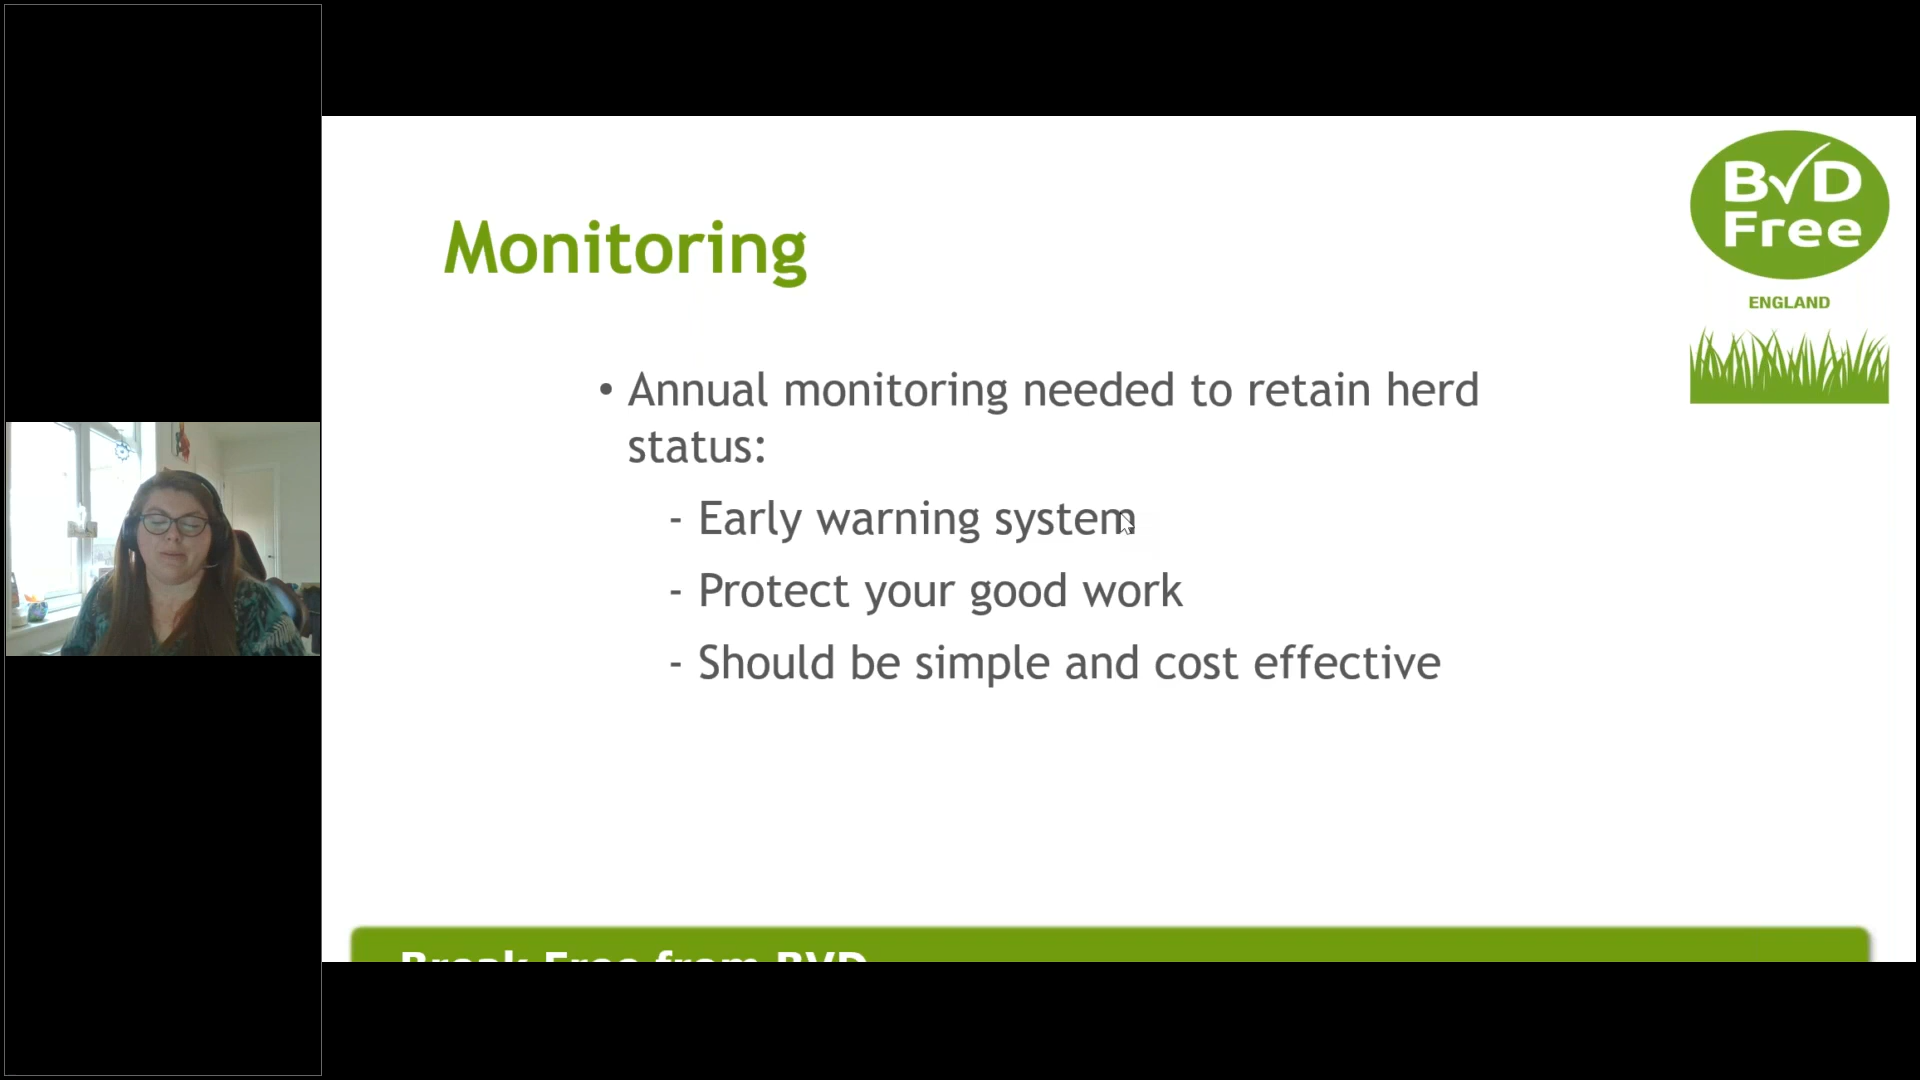 Monitoring
• Annual monitoring needed to retain herd
status:
- Early warning system
- Protect your good work
- Should be simple and cost effective
BVD
Free
ENGLAND
Break Free from BVD